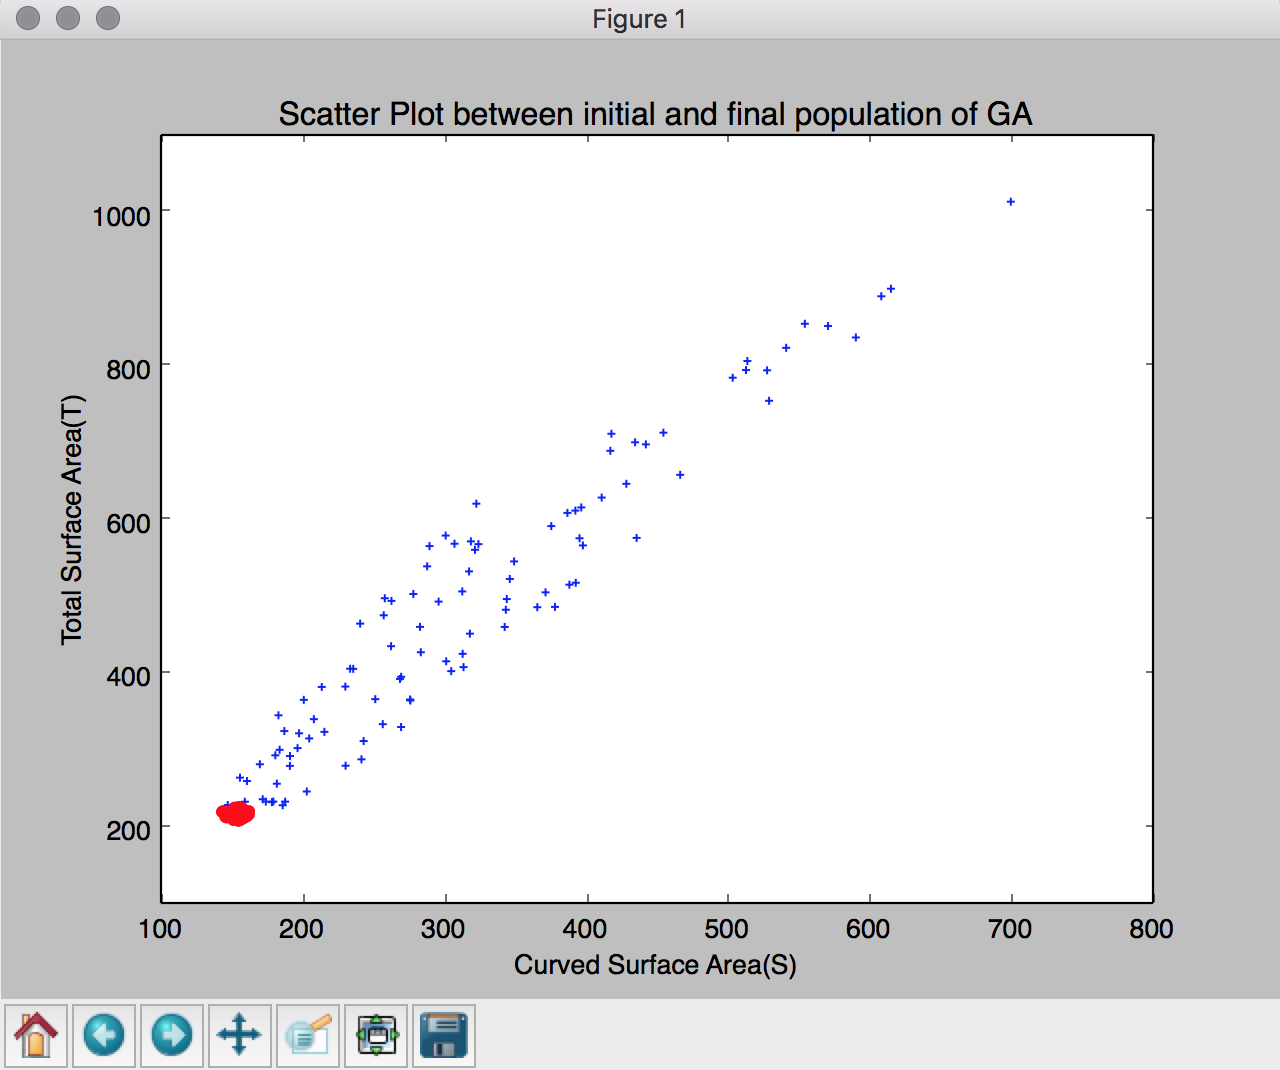 Figure 1
Scatter Plot between initial and final population of GA
1000
800
600
400
200
Total Surface Area(T)
100 200 300 400 500 600 700 800
Curved Surface Area(S)